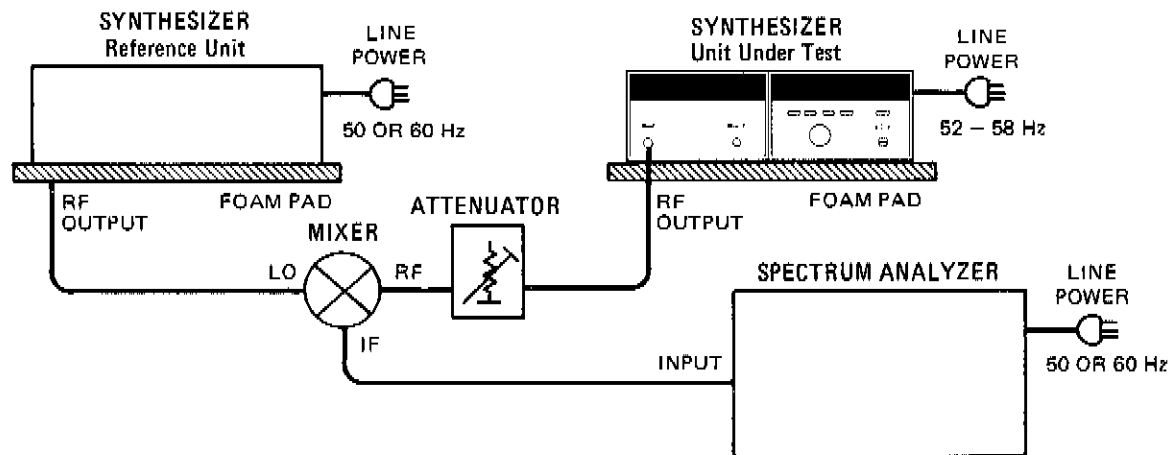 SYNTHESIZER
Reference Unit
LINE
POWER
50 OR 60 Hz
SYNTHESIZER
Unit Under Test
LINE
POWER
52 – 58 Hz
RF
OUTPUT
FOAM PAD
RF
OUTPUT
FOAM PAD
ATTENUATOR
MIXER
LO
RF
IF
SPECTRUM ANALYZER
INPUT
LINE
POWER
50 OR 60 Hz